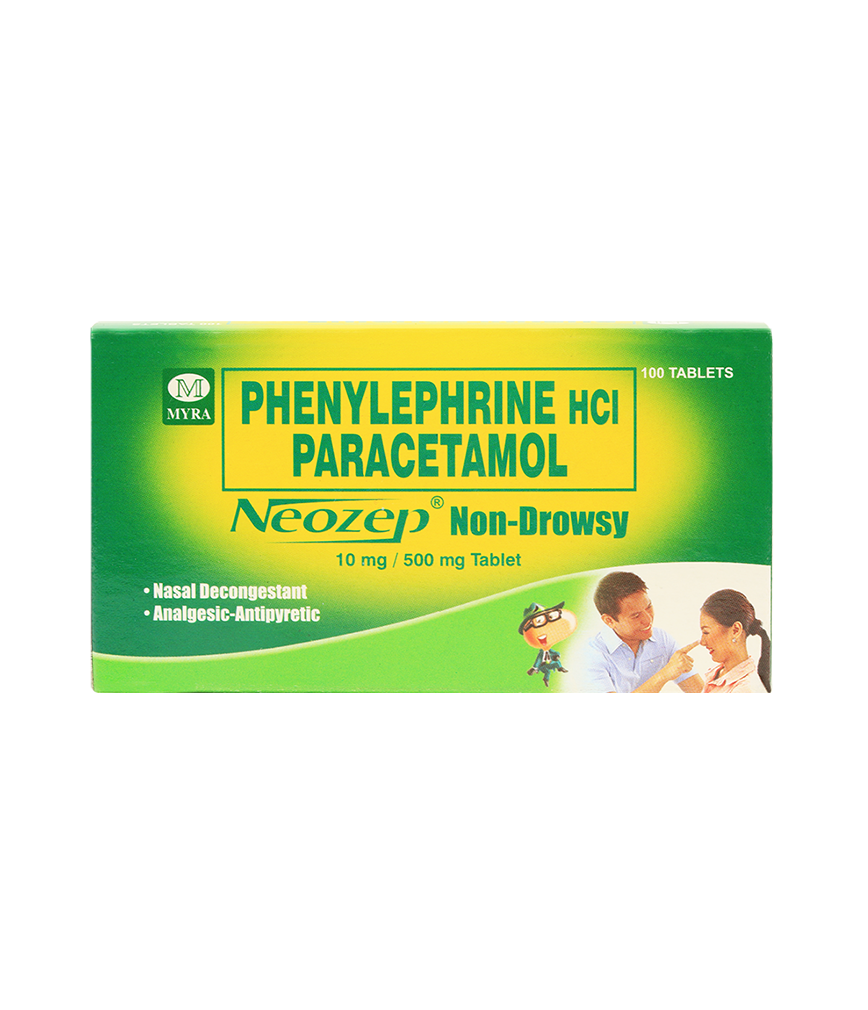 M
MYRA
100 TABLETS
PHENYLEPHRINE HCl
PARACETAMOL
Neozep® Non-Drowsy
10 mg / 500 mg Tablet
• Nasal Decongestant
• Analgesic-Antipyretic